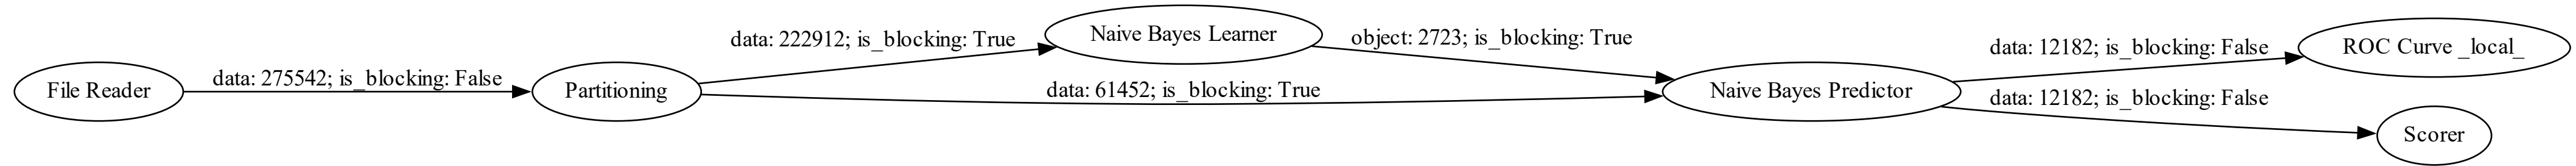 File Reader
data: 275542; is_blocking: False
Partitioning
data: 222912; is_blocking: True
Naive Bayes Learner
object: 2723; is_blocking: True
data: 61452; is_blocking: True
Naive Bayes Predictor
data: 12182; is_blocking: False
ROC Curve _local_
data: 12182; is_blocking: False
Scorer